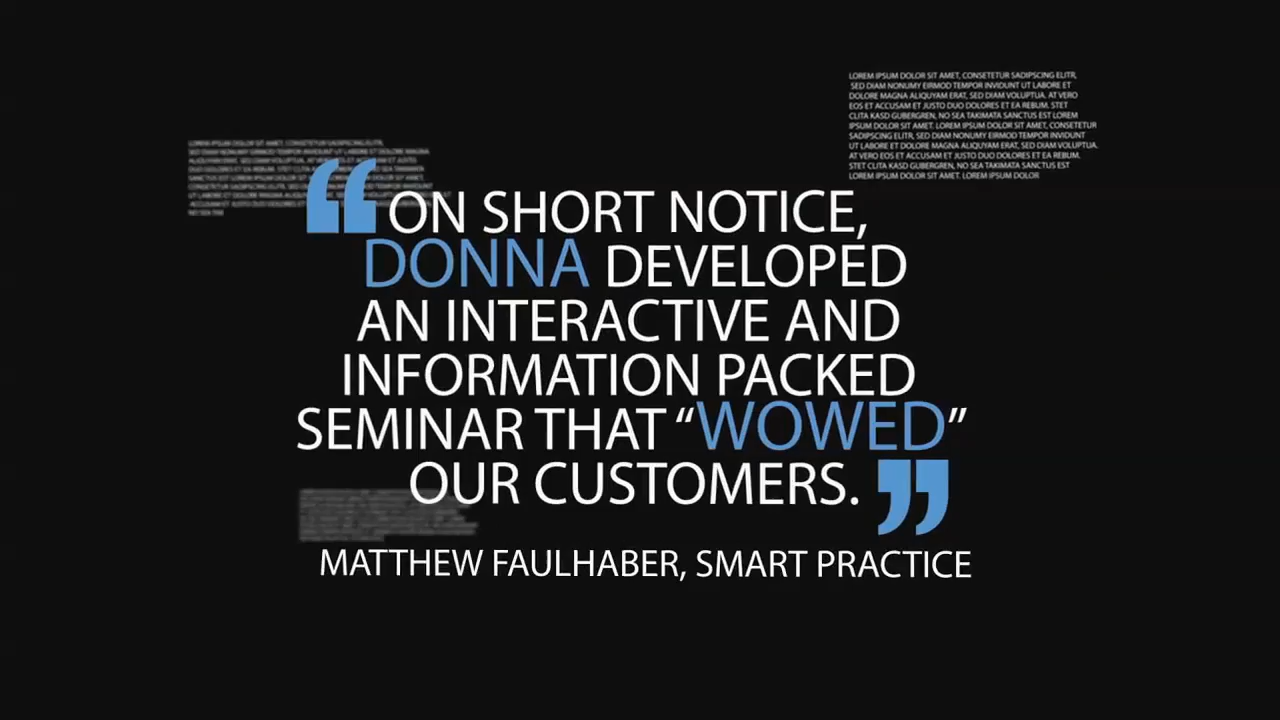 LOREM IPSUM DOLOR SIT AMET, CONSETETUR SADIPSCING ELITR,
SED DIAM NONUMY EIRMOD TEMPOR INVIDUNT UT LABORE ET
DOLORE MAGNA ALIQUYAM ERAT, SED DIAM VOLUPTUA. AT VERO
EOS ET ACCUSAM ET JUSTO DUO DOLORES ET EA REBUM. STET
CLITA KASD GUBERGREN, NO SEA TAKIMATA SANCTUS EST LOREM
IPSUM DOLOR SIT AMET. LOREM IPSUM DOLOR SIT AMET, CONSETETUR
SADIPSCING ELITR, SED DIAM NONUMY EIRMOD TEMPOR INVIDUNT
UT LABORE ET DOLORE MAGNA ALIQUYAM ERAT, SED DIAM VOLUPTUA.
AT VERO EOS ET ACCUSAM ET JUSTO DUO DOLORES ET EA REBUM.
STET CLITA KASD GUBERGREN, NO SEA TAKIMATA SANCTUS EST
LOREM IPSUM DOLOR SIT AMET. LOREM IPSUM DOLOR
“ON SHORT NOTICE,
DONNA DEVELOPED
AN INTERACTIVE AND
INFORMATION PACKED
SEMINAR THAT “WOWED”
OUR CUSTOMERS.”
MATTHEW FAULHABER, SMART PRACTICE